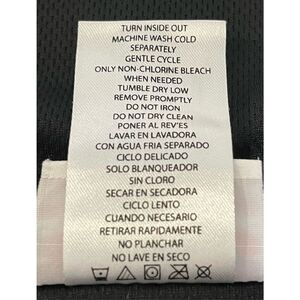 TURN INSIDE OUT
MACHINE WASH COLD
SEPARATELY
GENTLE CYCLE
ONLY NON-CHLORINE BLEACH
WHEN NEEDED
TUMBLE DRY LOW
REMOVE PROMPTLY
DO NOT IRON
DO NOT DRY CLEAN
PONER AL REV'ES
LAVAR EN LAVADORA
CON AGUA FRIA SEPARADO
CICLO DELICADO
SOLO BLANQUEADOR
SIN CLORO
SECAR EN SECADORA
CICLO LENTO
CUANDO NECESARIO
RETIRAR RAPIDAMENTE
NO PLANCHAR
NO LAVE EN SECO